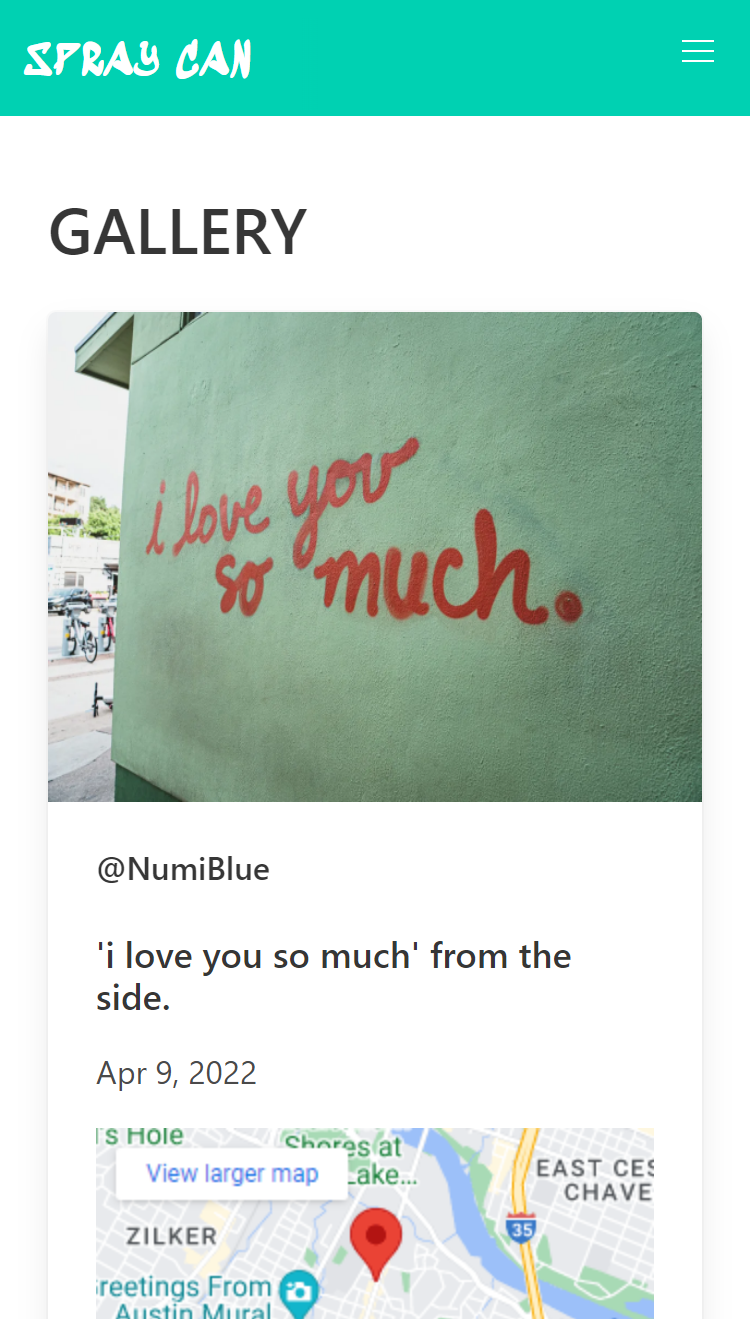 SPRAY CAN
GALLERY
i love you
so much.
@NumiBlue
'i love you so much' from the
side.
Apr 9, 2022
's Hole
Shores at
Lake...
View larger map
EAST CES
CHAVE
35
ZILKER
reetings From
Austin Mural